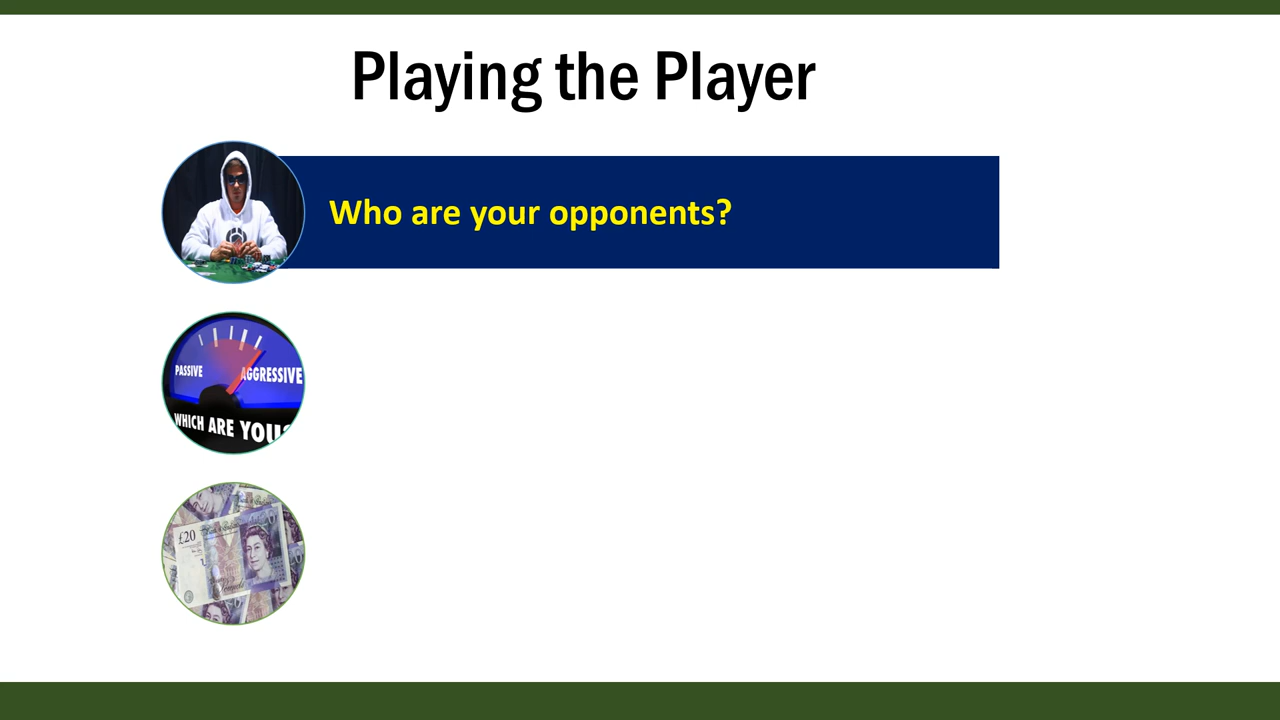 Playing the Player
Who are your opponents?
PASSIVE
AGGRESSIVE
WHICH ARE YOU?
£20